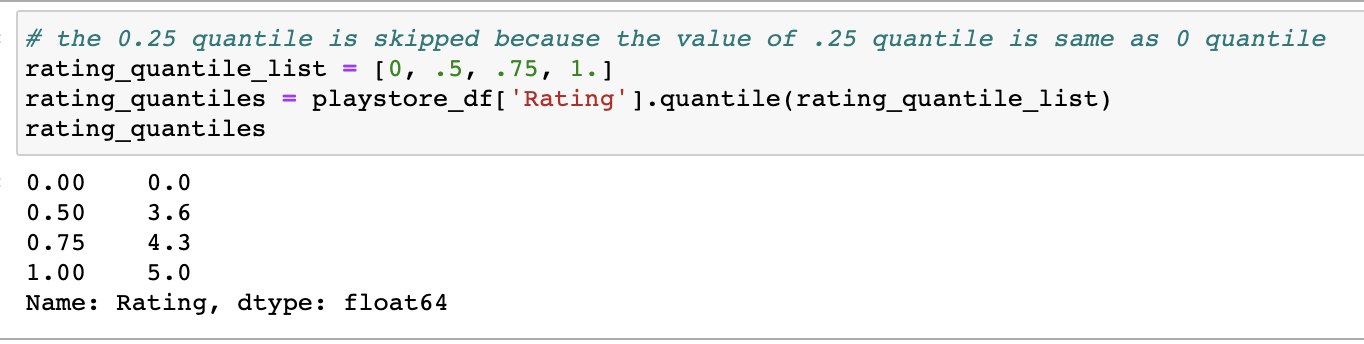 # the 0.25 quantile is skipped because the value of .25 quantile is same as 0 quantile
rating_quantile_list = [0, .5, .75, 1.]
rating_quantiles = playstore_df['Rating'].quantile(rating_quantile_list)
rating_quantiles
0.00    0.0
0.50    3.6
0.75    4.3
1.00    5.0
Name: Rating, dtype: float64